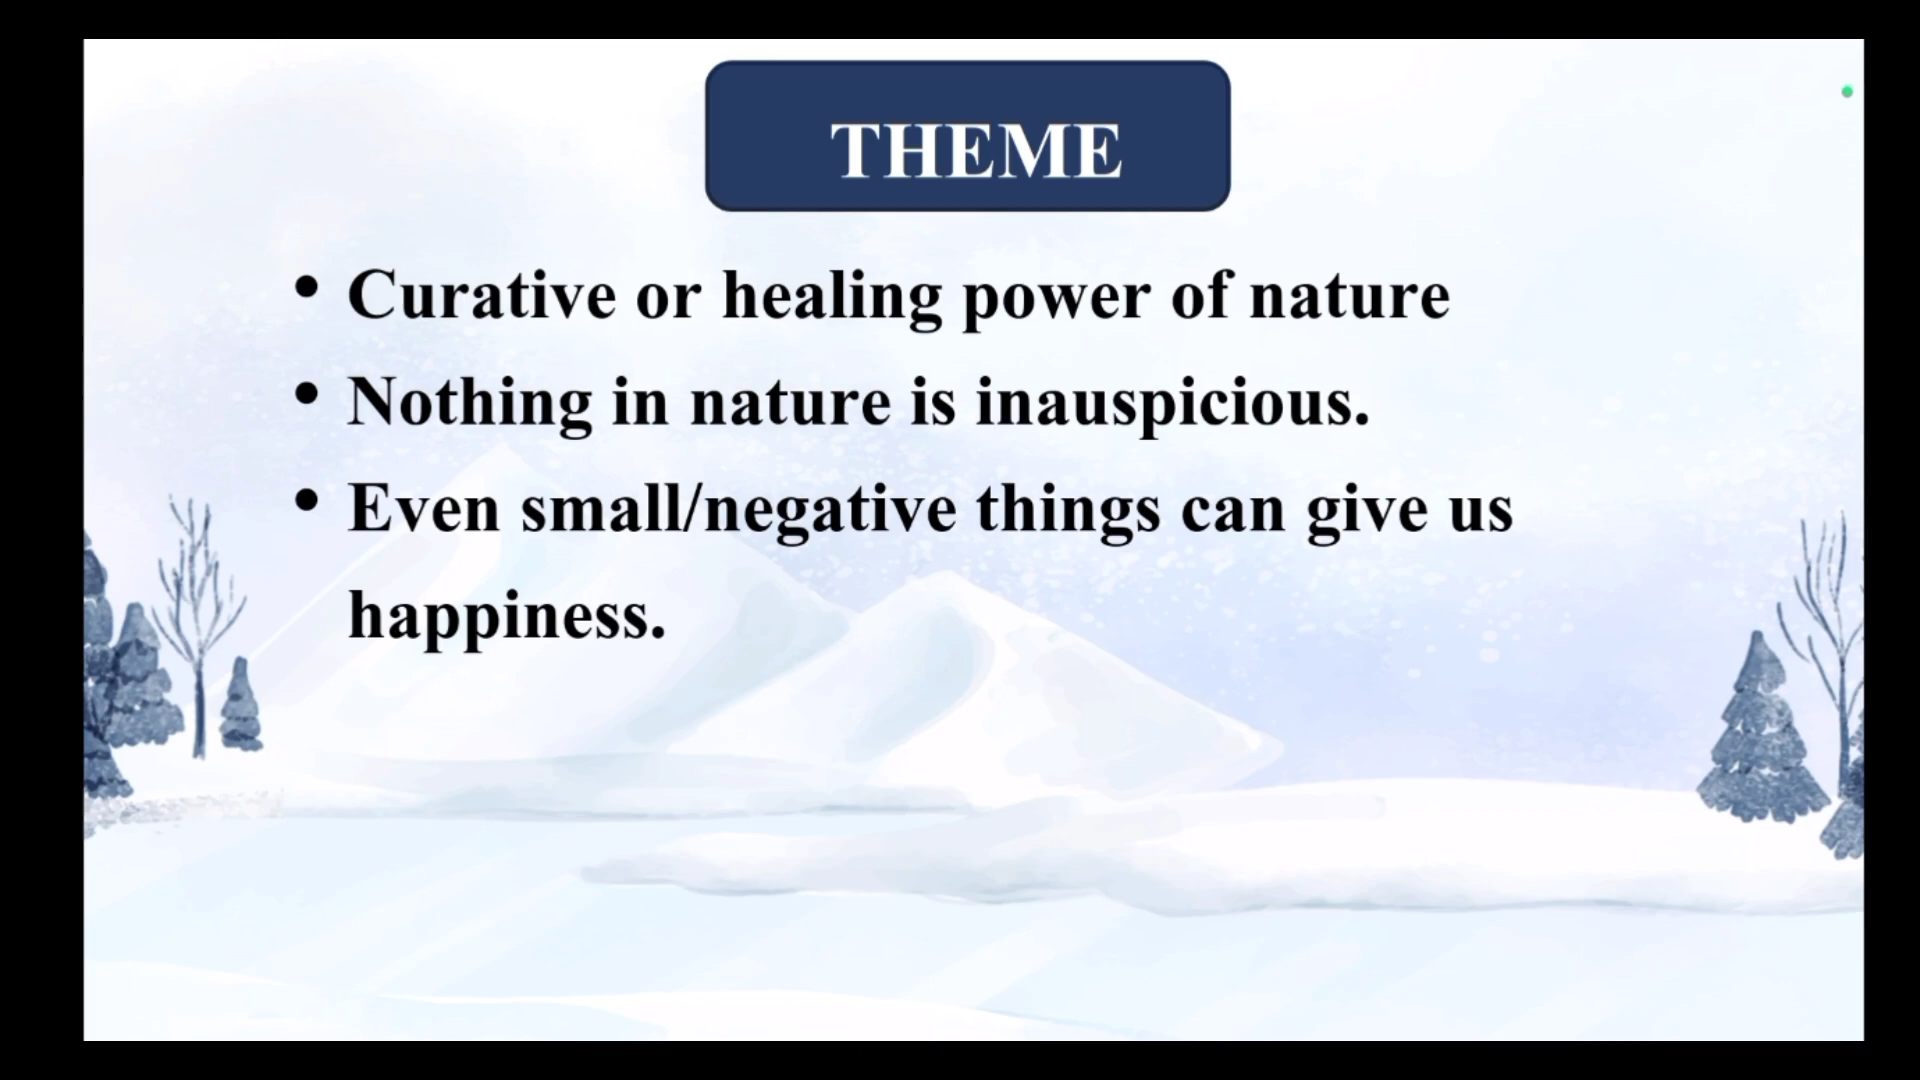 THEME
• Curative or healing power of nature
• Nothing in nature is inauspicious.
• Even small/negative things can give us
happiness.